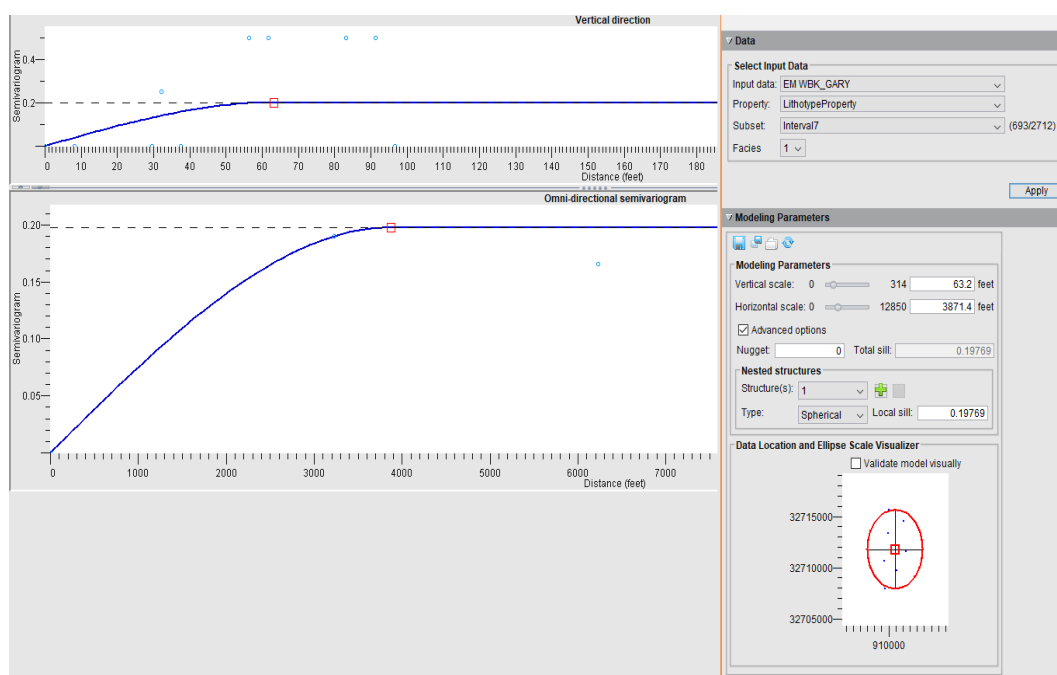 Vertical direction
Semivariogram
0.4
0.2
0 10 20 30 40 50 60 70 80 90 100 110 120 130 140 150 160 170 180
Distance (feet)
Omni-directional semivariogram
Semivariogram
0.20
0.15
0.10
0.05
0 1000 2000 3000 4000 5000 6000 7000
Distance (feet)
Data
Select Input Data
Input data: EM WBK_GARY
Property: LithotypeProperty
Subset: Interval7 (693/2712)
Facies 1
Apply
Modeling Parameters
Modeling Parameters
Vertical scale: 0 314 63.2 feet
Horizontal scale: 0 12850 3871.4 feet
Advanced options
Nugget: 0 Total sill: 0.19769
Nested structures
Structure(s): 1
Type: Spherical Local sill: 0.19769
Data Location and Ellipse Scale Visualizer
Validate model visually
32715000
32710000
32705000
910000